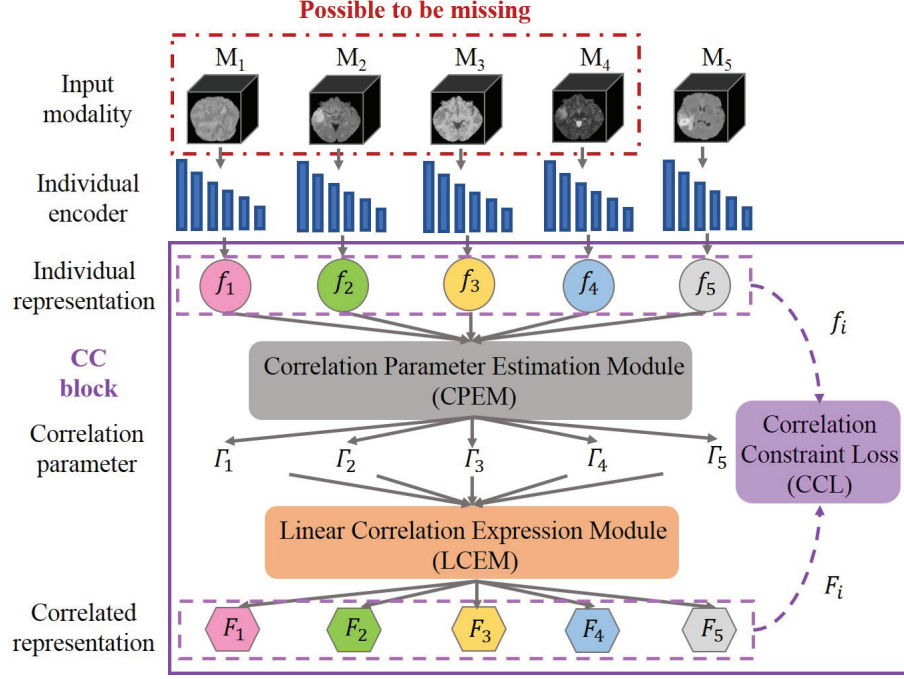 Possible to be missing
M₁ M₂ M₃ M₄ M₅
Input
modality
Individual
encoder
Individual
representation
f₁ f₂ f₃ f₄ f₅
fᵢ
Correlation Parameter Estimation Module
(CPEM)
CC
block
Correlation
parameter
Γ₁ Γ₂ Γ₃ Γ₄ Γ₅
Correlation
Constraint Loss
(CCL)
Linear Correlation Expression Module
(LCEM)
Fᵢ
Correlated
representation
F₁ F₂ F₃ F₄ F₅